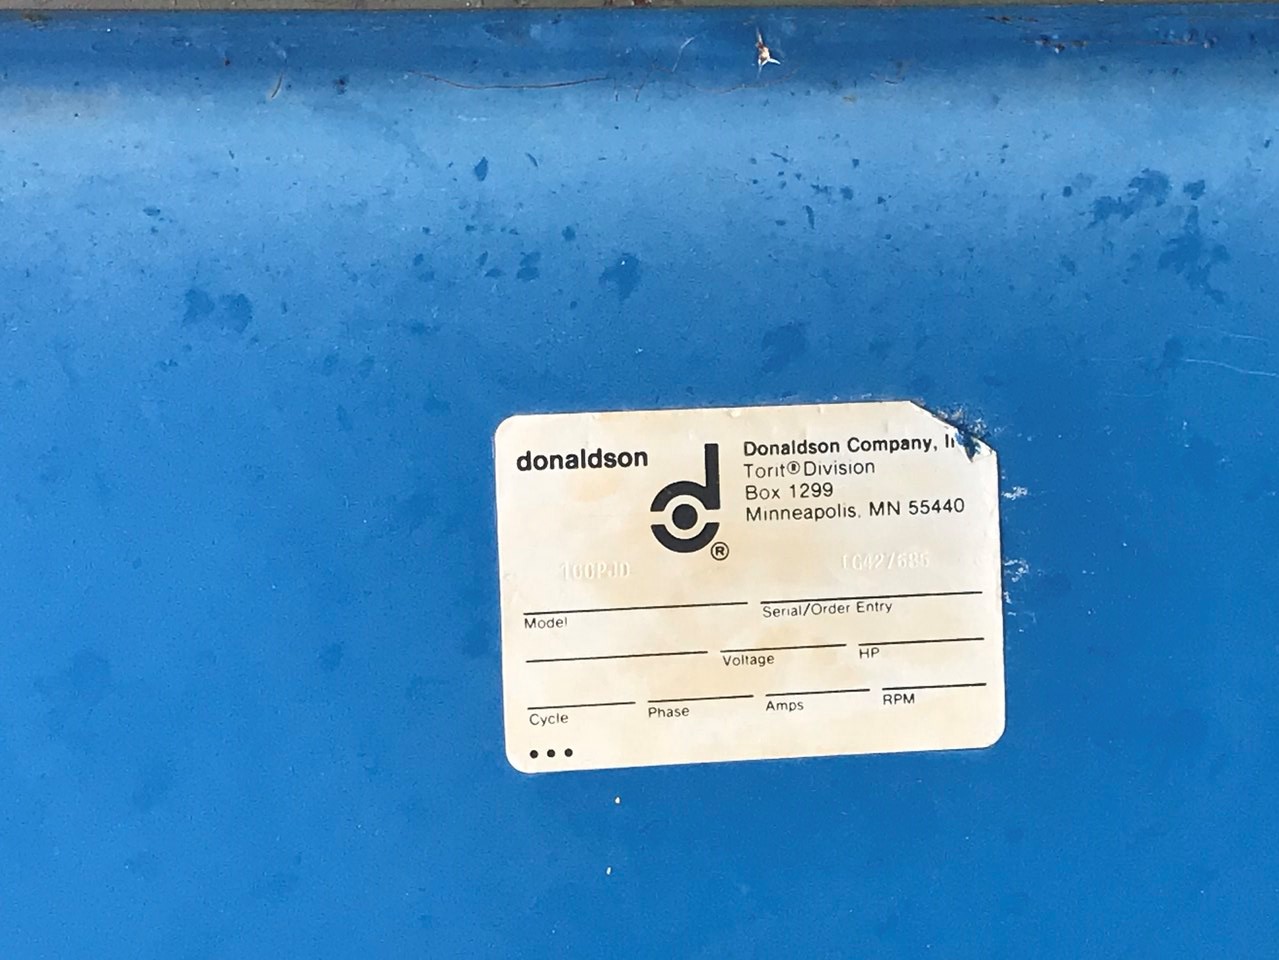 donaldson
Donaldson Company,
Torit® Division
Box 1299
Minneapolis, MN 55440
®
100PJD
Model
Serial/Order Entry
Voltage
HP
Cycle
Phase
Amps
RPM